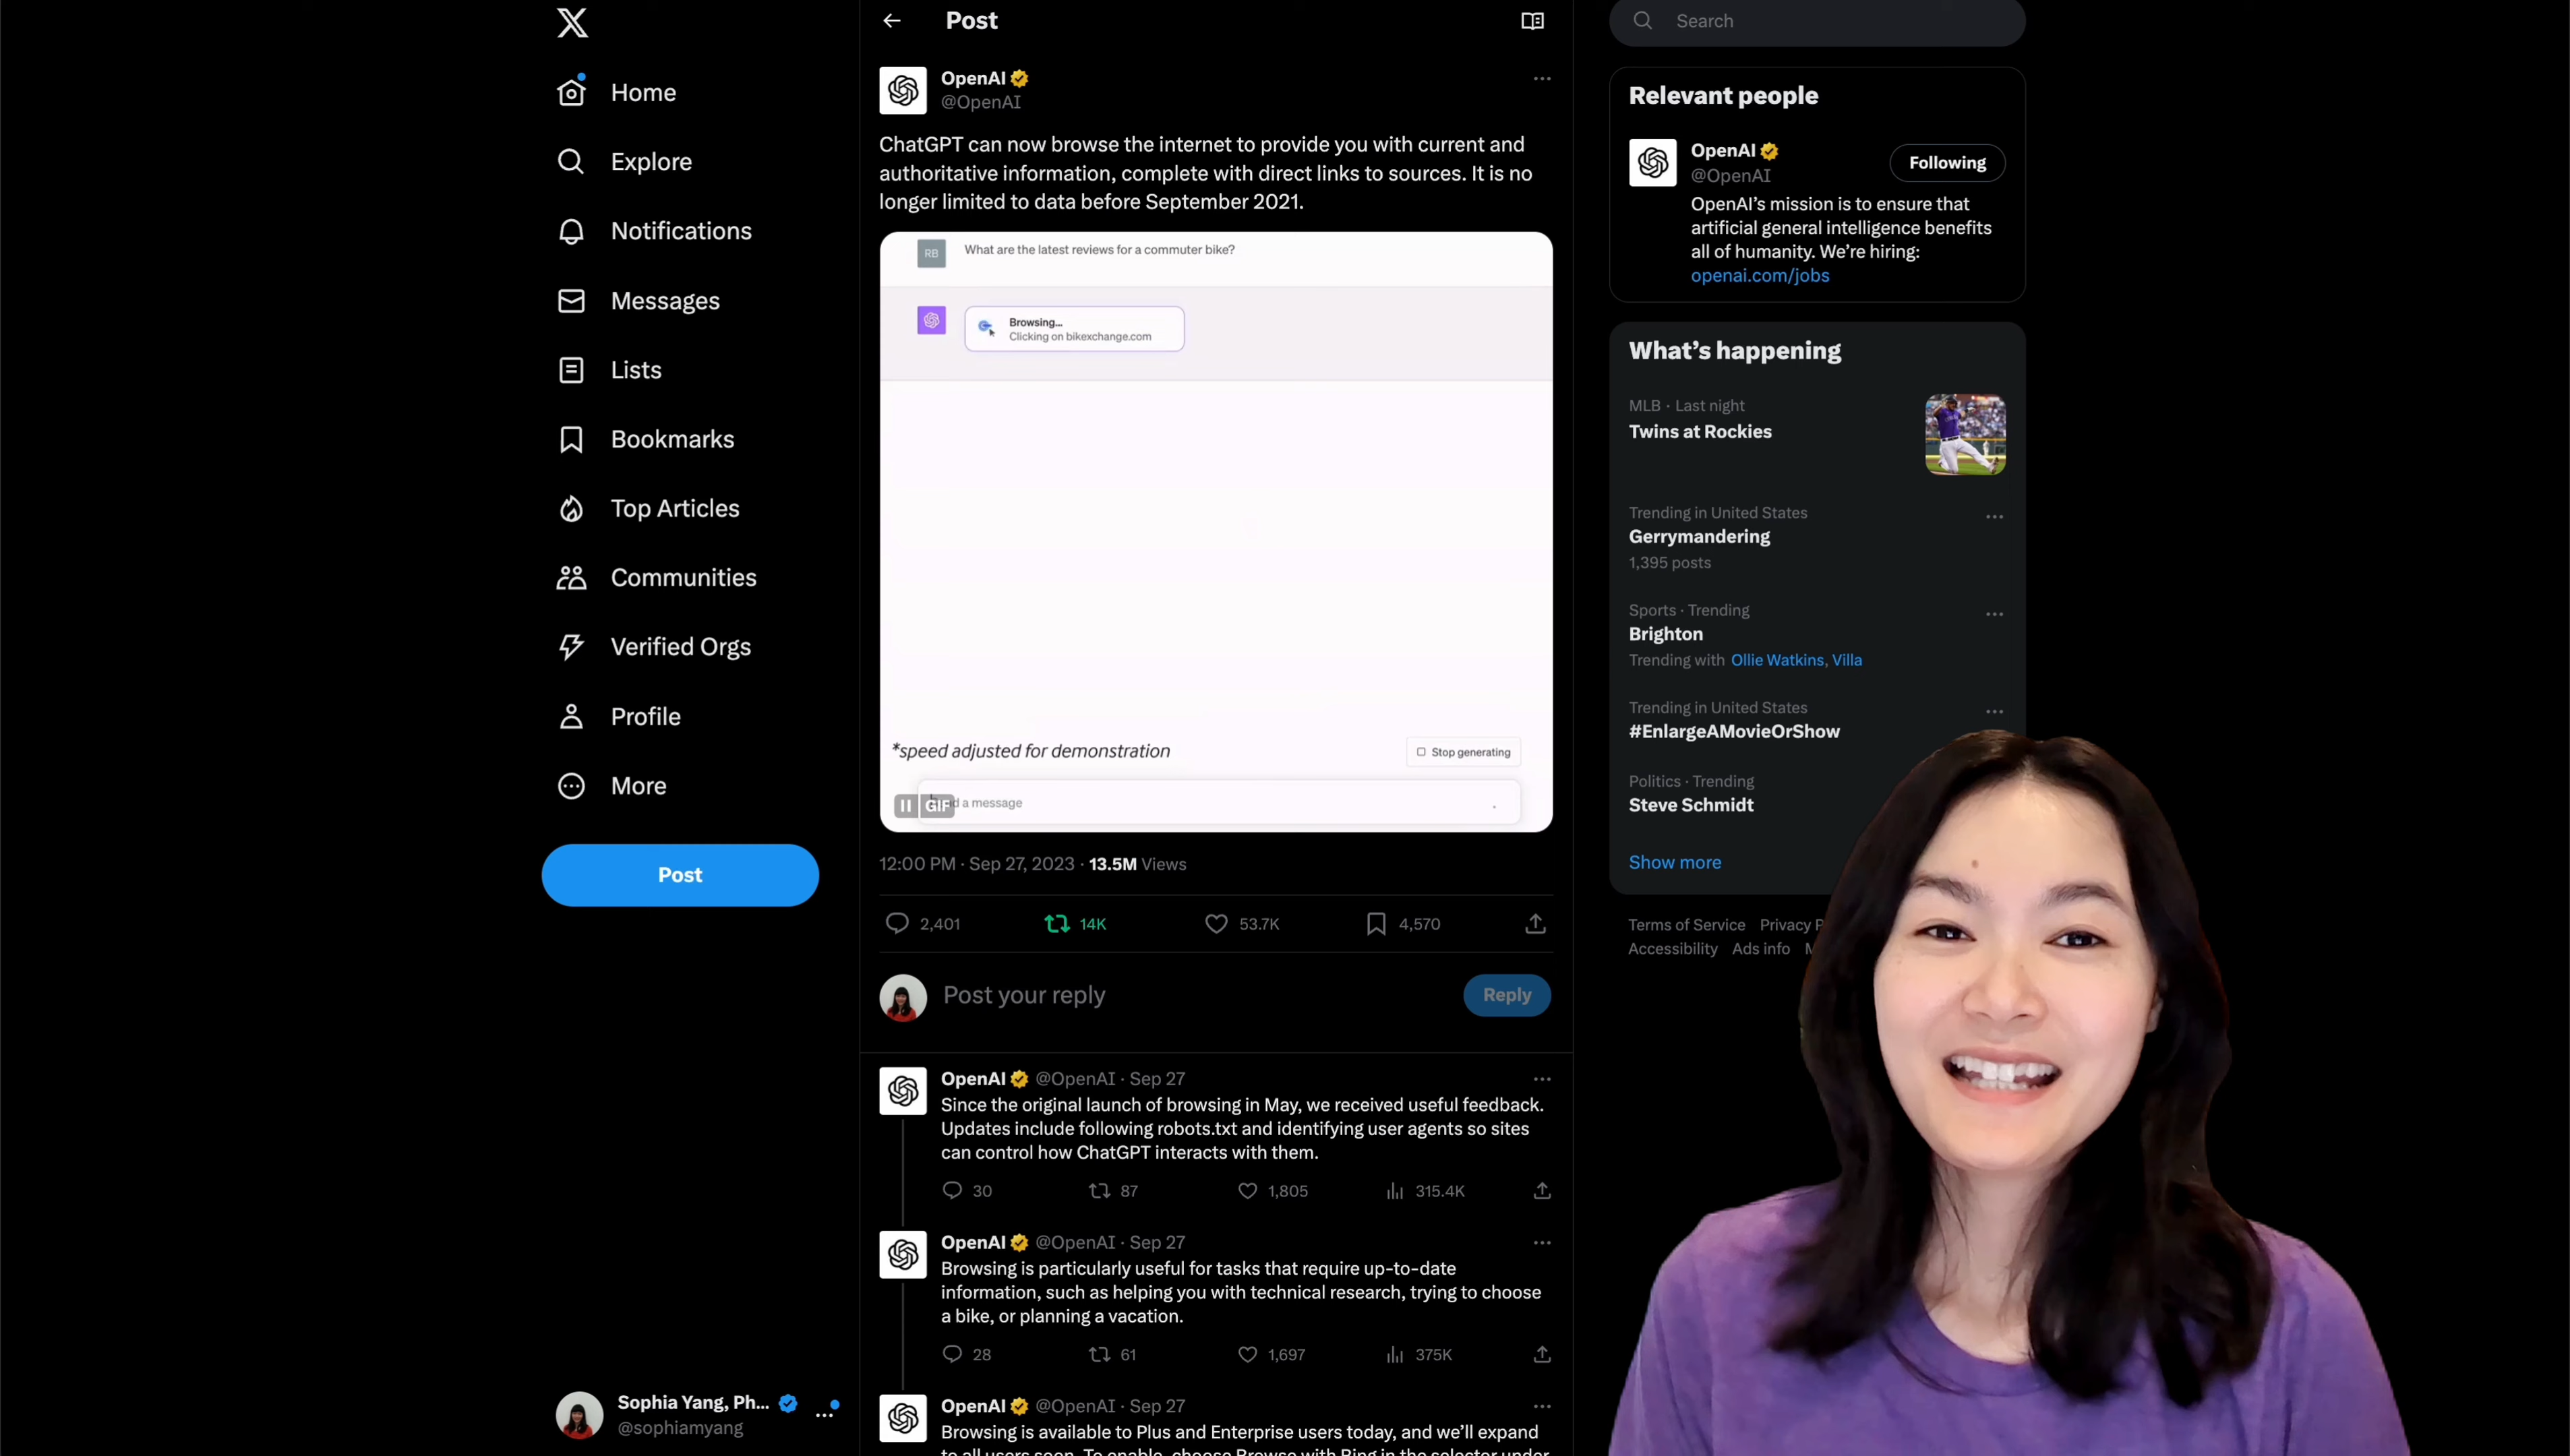 Home
Explore
Notifications
Messages
Lists
Bookmarks
Top Articles
Communities
Verified Orgs
Profile
More
Post
Sophia Yang, Ph...
@sophiamyang
Post
OpenAI
@OpenAI
ChatGPT can now browse the internet to provide you with current and
authoritative information, complete with direct links to sources. It is no
longer limited to data before September 2021.
RB
What are the latest reviews for a commuter bike?
Browsing...
Clicking on bikexchange.com
*speed adjusted for demonstration
Stop generating
GIF
a message
12:00 PM · Sep 27, 2023 · 13.5M Views
2,401 14K 53.7K 4,570
Post your reply
Reply
OpenAI @OpenAI · Sep 27
Since the original launch of browsing in May, we received useful feedback.
Updates include following robots.txt and identifying user agents so sites
can control how ChatGPT interacts with them.
30 87 1,805 315.4K
OpenAI @OpenAI · Sep 27
Browsing is particularly useful for tasks that require up-to-date
information, such as helping you with technical research, trying to choose
a bike, or planning a vacation.
28 61 1,697 375K
OpenAI @OpenAI · Sep 27
Browsing is available to Plus and Enterprise users today, and we'll expand
to all users soon. To enable, choose Browse with Bing in the selector under
Search
Relevant people
OpenAI
@OpenAI
Following
OpenAI's mission is to ensure that
artificial general intelligence benefits
all of humanity. We're hiring:
openai.com/jobs
What's happening
MLB · Last night
Twins at Rockies
Trending in United States
Gerrymandering
1,395 posts
Sports · Trending
Brighton
Trending with Ollie Watkins, Villa
Trending in United States
#EnlargeAMovieOrShow
Politics · Trending
Steve Schmidt
Show more
Terms of Service Privacy P
Accessibility Ads info M